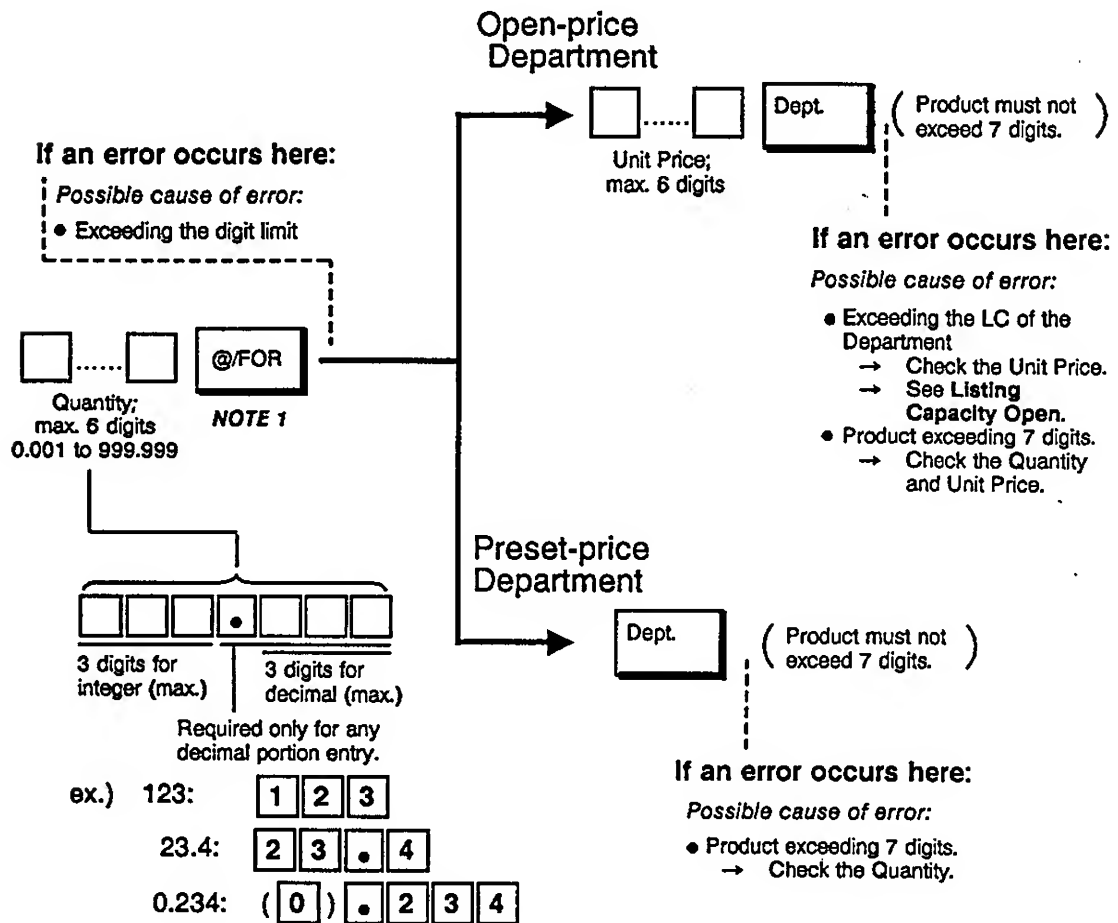 Open-price
Department
Dept.
( Product must not
exceed 7 digits. )
Unit Price;
max. 6 digits
If an error occurs here:
Possible cause of error:
● Exceeding the digit limit
If an error occurs here:
Possible cause of error:
● Exceeding the LC of the
Department
→ Check the Unit Price.
→ See Listing
Capacity Open.
● Product exceeding 7 digits.
→ Check the Quantity
and Unit Price.
@/FOR
Quantity;
max. 6 digits
0.001 to 999.999
NOTE 1
Preset-price
Department
Dept.
( Product must not
exceed 7 digits. )
•
3 digits for
integer (max.)
3 digits for
decimal (max.)
Required only for any
decimal portion entry.
If an error occurs here:
Possible cause of error:
● Product exceeding 7 digits.
→ Check the Quantity.
ex.) 123: 1 2 3
23.4: 2 3 • 4
0.234: ( 0 ) • 2 3 4